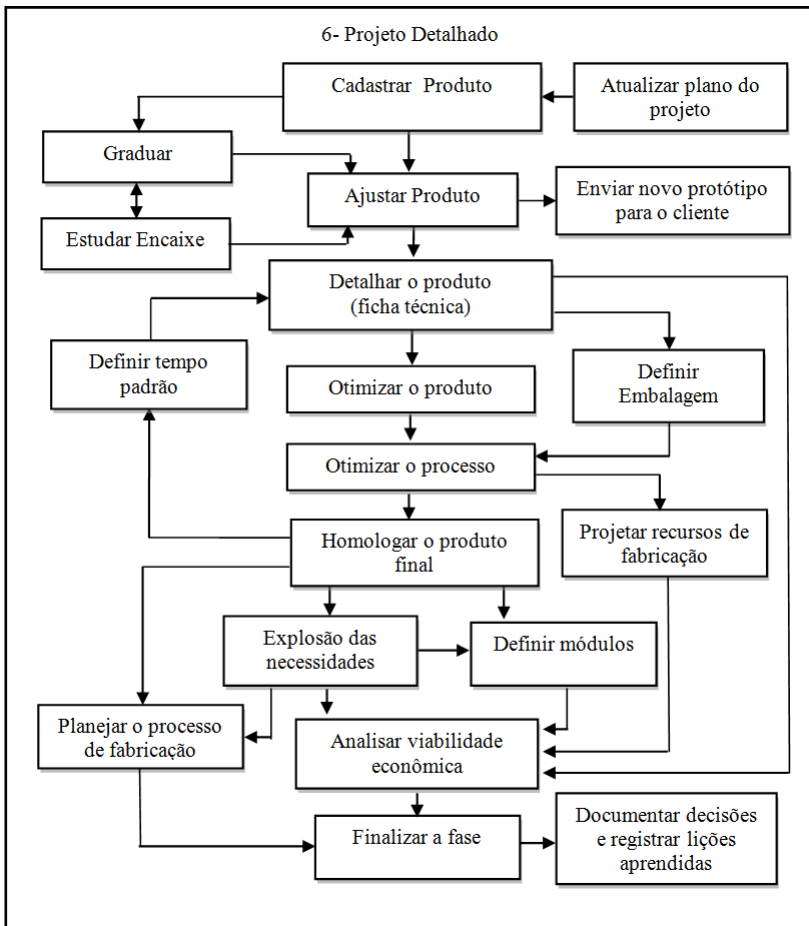 6- Projeto Detalhado
Cadastrar Produto
Atualizar plano do
projeto
Graduar
Ajustar Produto
Enviar novo protótipo
para o cliente
Estudar Encaixe
Detalhar o produto
(ficha técnica)
Definir tempo
padrão
Otimizar o produto
Definir
Embalagem
Otimizar o processo
Homologar o produto
final
Projetar recursos de
fabricação
Explosão das
necessidades
Definir módulos
Planejar o processo
de fabricação
Analisar viabilidade
econômica
Finalizar a fase
Documentar decisões
e registrar lições
aprendidas